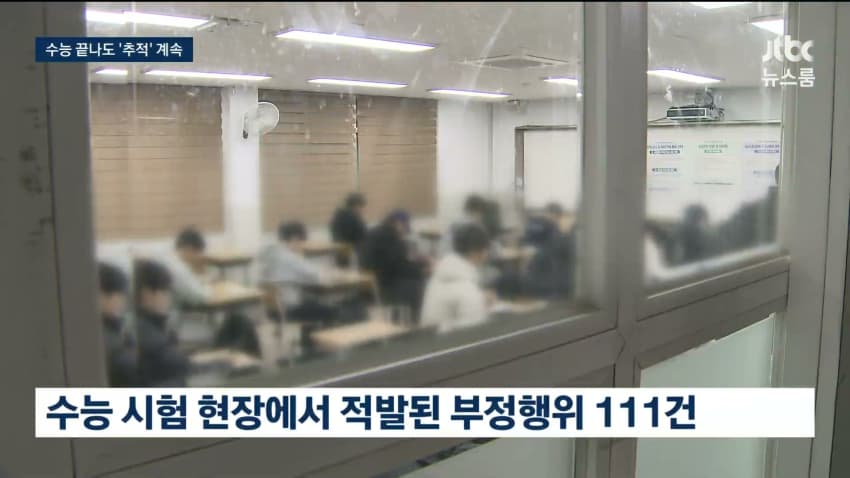 수능 끝나도 '추적' 계속
jtbc
뉴스룸
수능 시험 현장에서 적발된 부정행위 111건